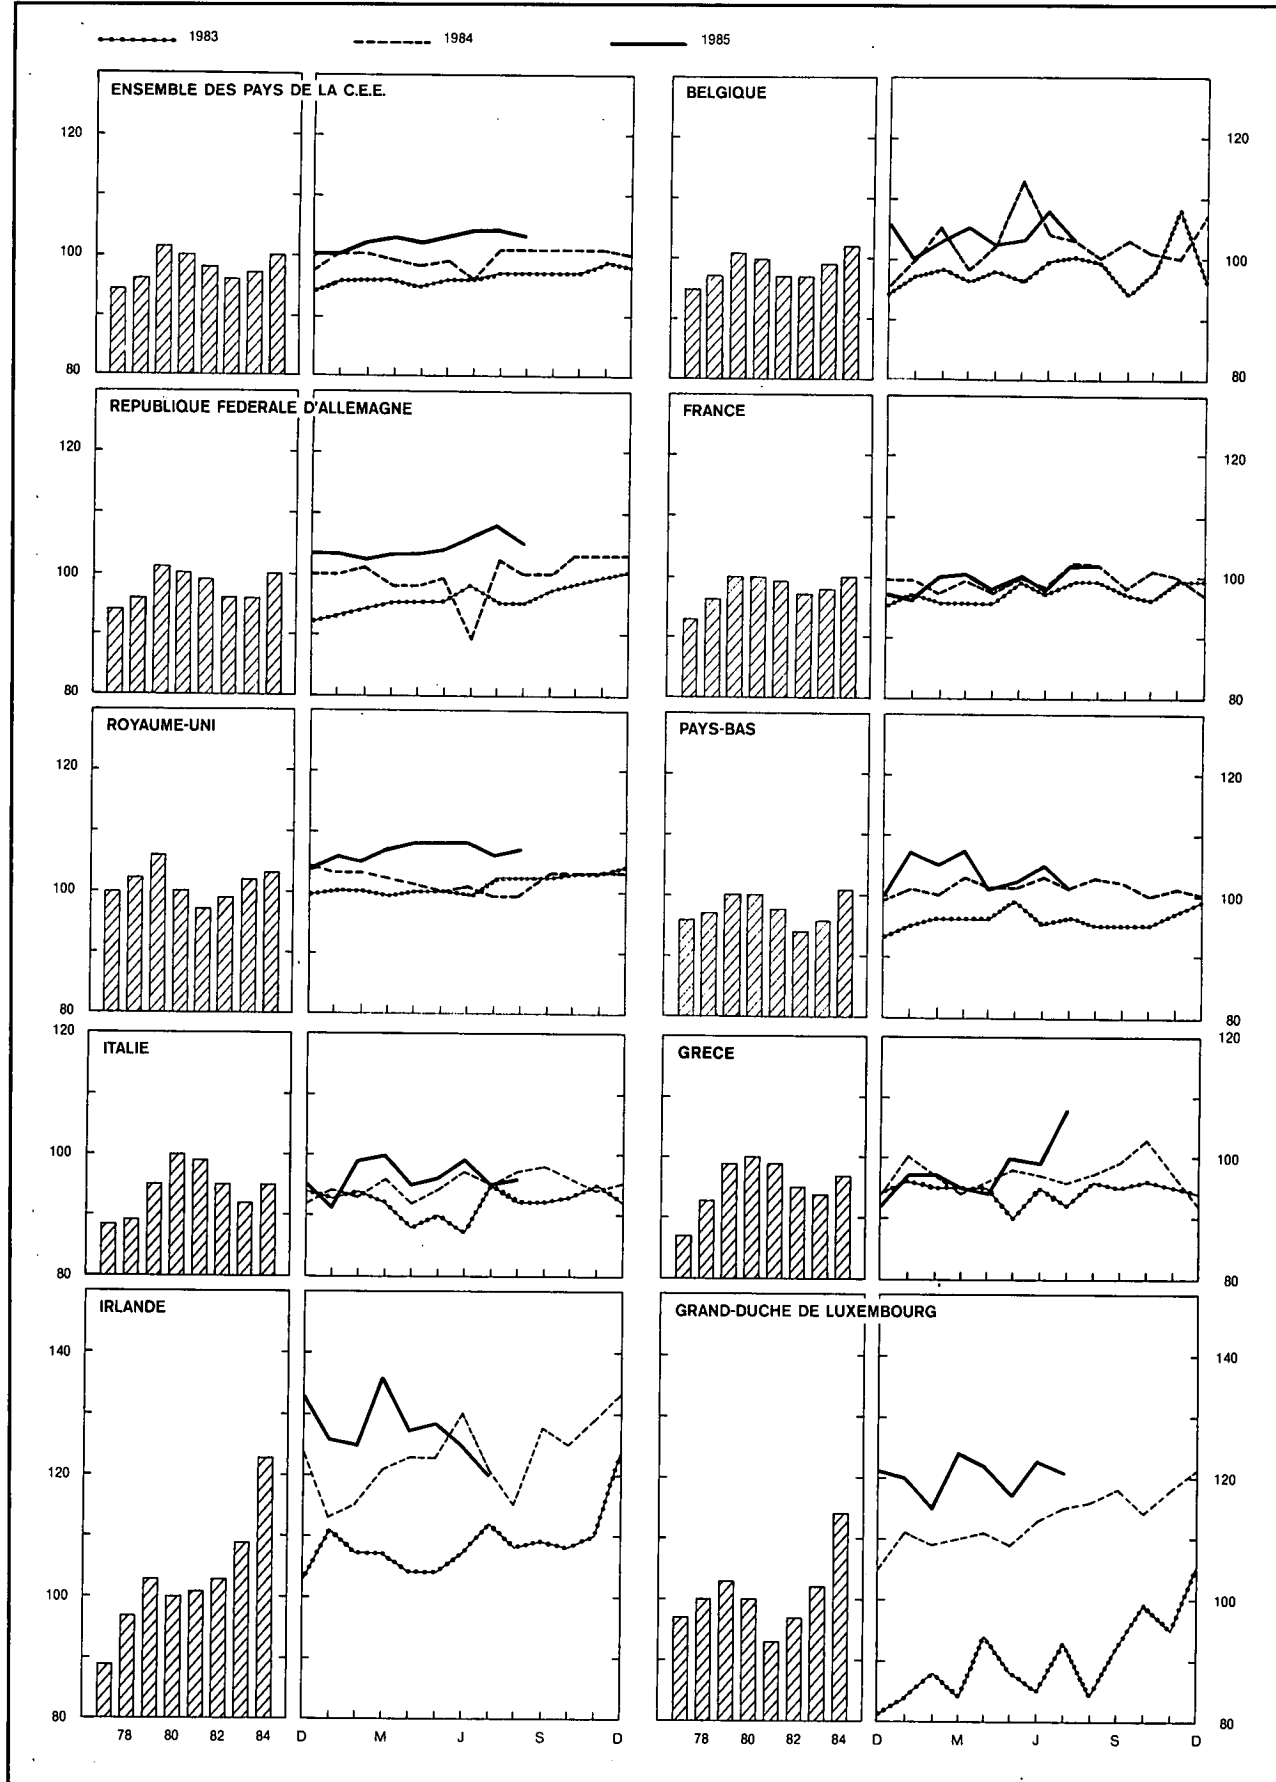 1983 1984 1985
ENSEMBLE DES PAYS DE LA C.E.E. BELGIQUE
120 120
100 100
80 80
REPUBLIQUE FEDERALE D'ALLEMAGNE FRANCE
120 120
100 100
80 80
ROYAUME-UNI PAYS-BAS
120 120
100 100
80 80
120 120
ITALIE GRECE
100 100
80 80
IRLANDE GRAND-DUCHE DE LUXEMBOURG
140 140
120 120
100 100
80 80
78 80 82 84 D M J S D 78 80 82 84 D M J S D